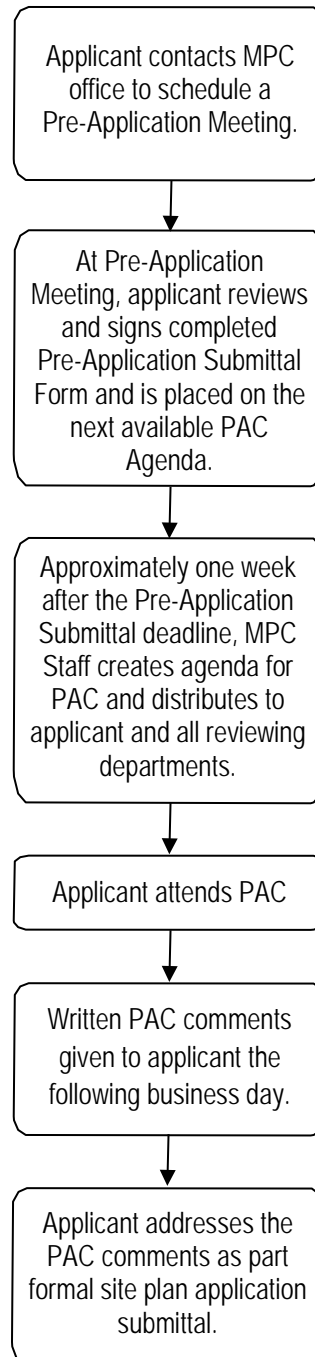 Applicant contacts MPC
office to schedule a
Pre-Application Meeting.
At Pre-Application
Meeting, applicant reviews
and signs completed
Pre-Application Submittal
Form and is placed on the
next available PAC
Agenda.
Approximately one week
after the Pre-Application
Submittal deadline, MPC
Staff creates agenda for
PAC and distributes to
applicant and all reviewing
departments.
Applicant attends PAC
Written PAC comments
given to applicant the
following business day.
Applicant addresses the
PAC comments as part
formal site plan application
submittal.